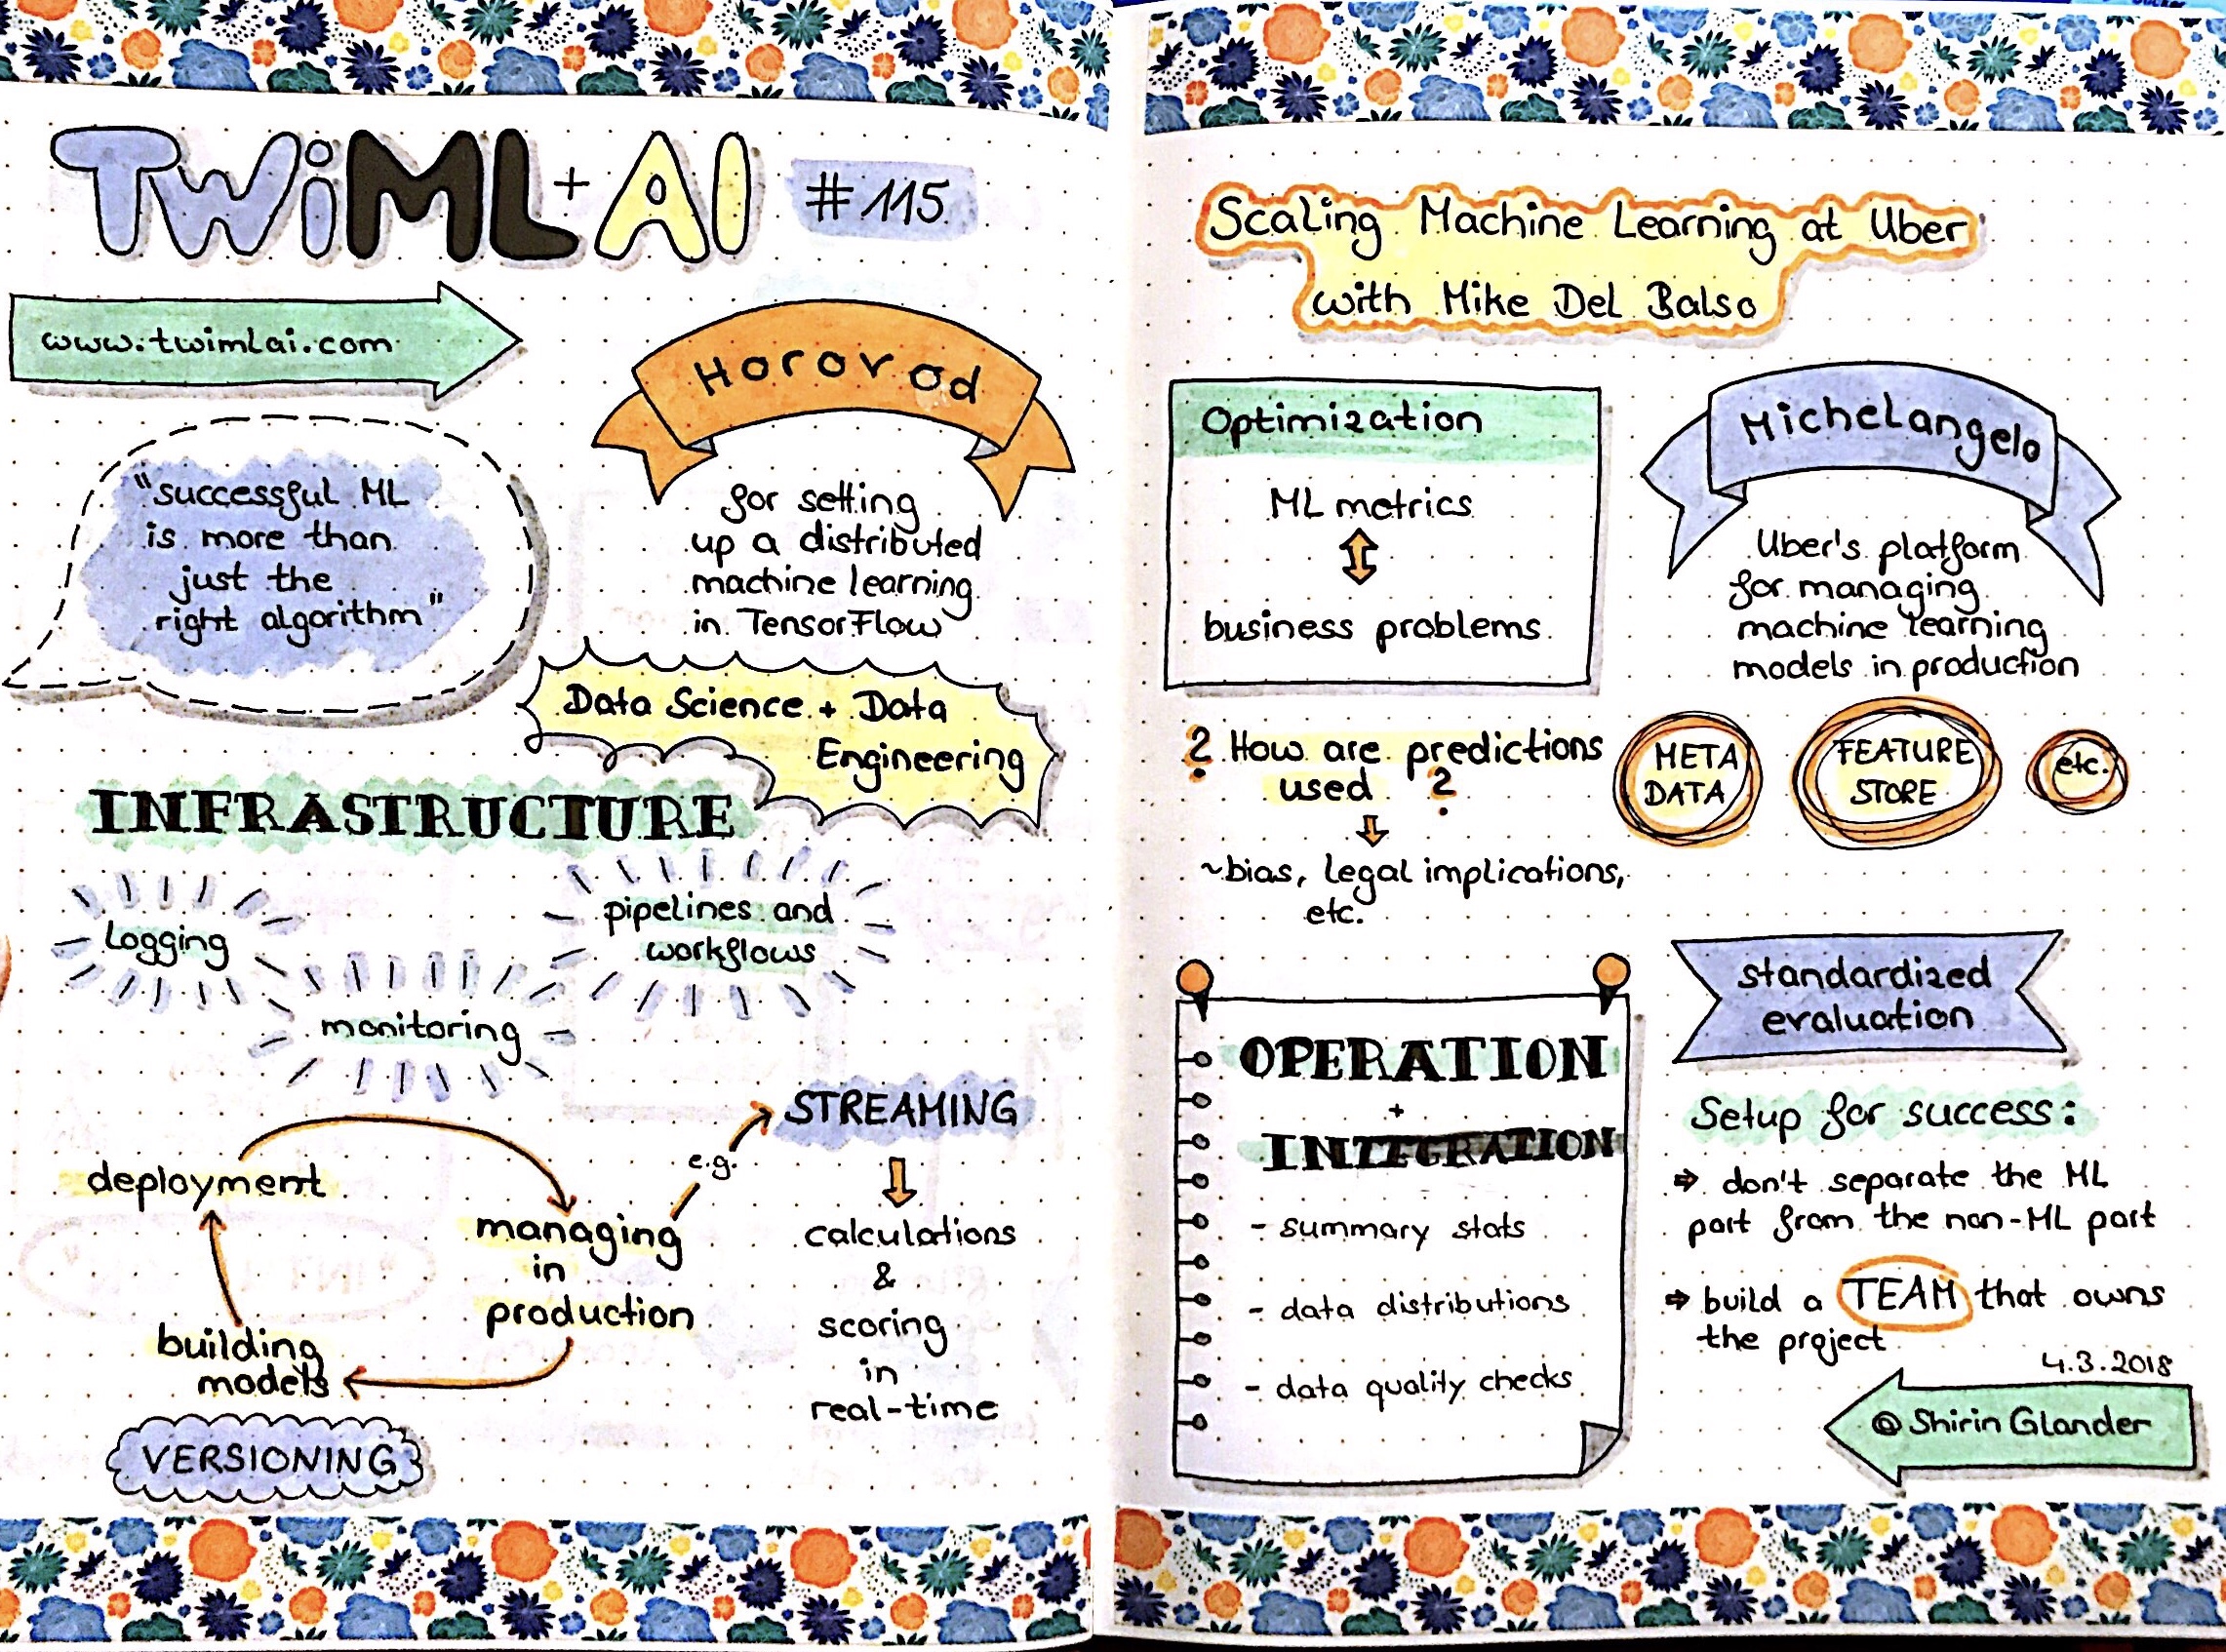 TWiML + AI #115
www.twimlai.com
Horovod
for setting
up a distributed
machine learning
in TensorFlow
"successful ML
is more than
just the
right algorithm"
Data Science + Data
Engineering
INFRASTRUCTURE
Logging
pipelines and
workflows
monitoring
STREAMING
e.g.
deployment
managing
in
production
building
models
calculations
&
scoring
in
real-time
VERSIONING
Scaling Machine Learning at Uber
with Mike Del Balso
Optimization
ML metrics
business problems
Michelangelo
Uber's platform
for managing
machine learning
models in production
? How are predictions
used ?
~bias, legal implications,
etc.
META
DATA
FEATURE
STORE
etc.
OPERATION
+
INTEGRATION
- summary stats
- data distributions
- data quality checks
standardized
evaluation
Setup for success:
⇒ don't separate the ML
part from the non-ML part
⇒ build a TEAM that owns
the project
4.3.2018
© Shirin Glander